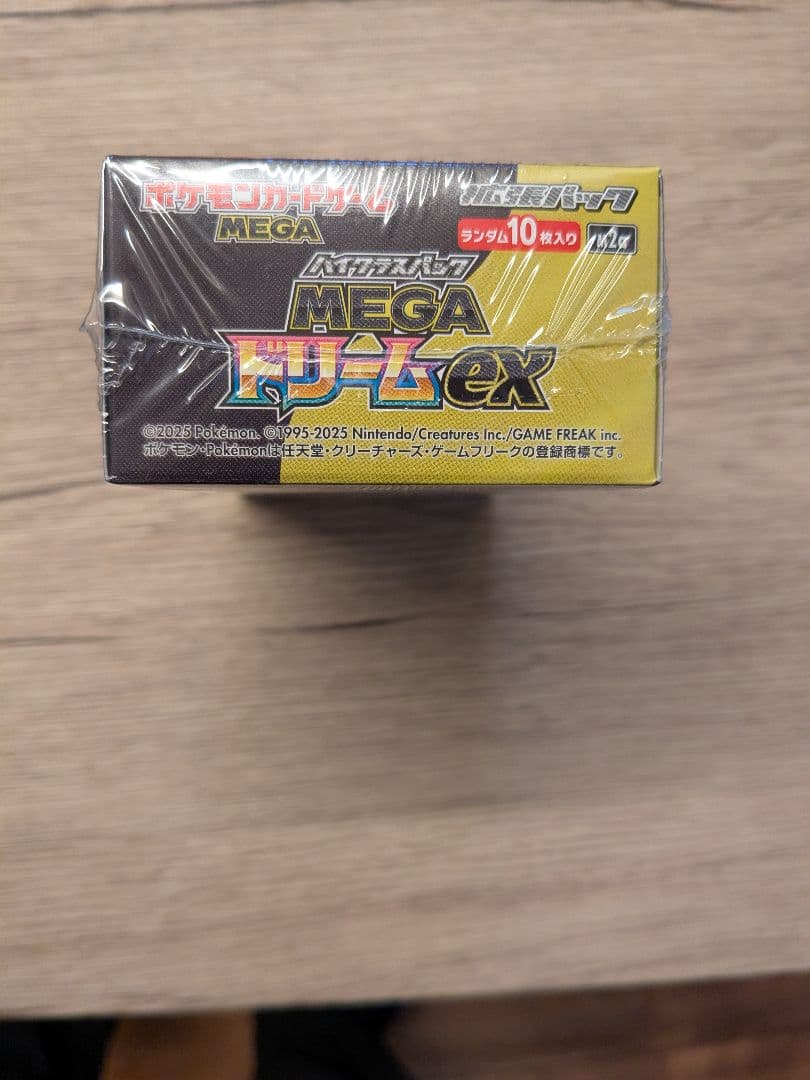 ポケモンカードゲーム
MEGA
拡張パック
ランダム10枚入り
ハイクラスパック
MEGA
ドリームex
©2025 Pokémon. ©1995-2025 Nintendo/Creatures Inc./GAME FREAK inc.
ポケモン・Pokémonは任天堂・クリーチャーズ・ゲームフリークの登録商標です。